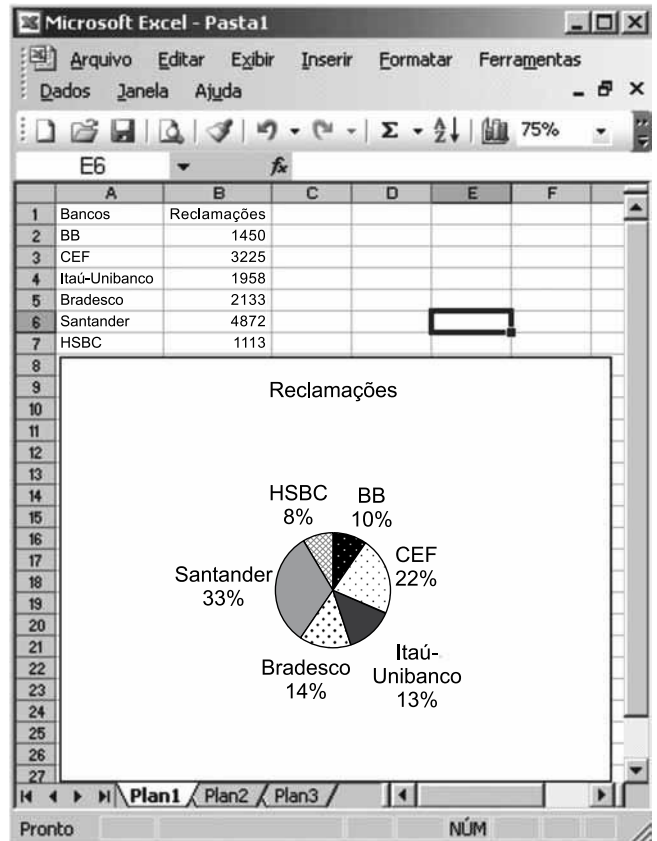 Microsoft Excel - Pasta1
Arquivo Editar Exibir Inserir Formatar Ferramentas
Dados Janela Ajuda
Σ A Z 75%
E6 fx
A B C D E F
1 Bancos Reclamações
2 BB 1450
3 CEF 3225
4 Itaú-Unibanco 1958
5 Bradesco 2133
6 Santander 4872
7 HSBC 1113
8
9
10
11
12
13
14
15
16
17
18
19
20
21
22
23
24
25
26
27
Reclamações
HSBC
8%
BB
10%
CEF
22%
Santander
33%
Itaú-
Unibanco
13%
Bradesco
14%
Plan1 Plan2 Plan3
Pronto NÚM